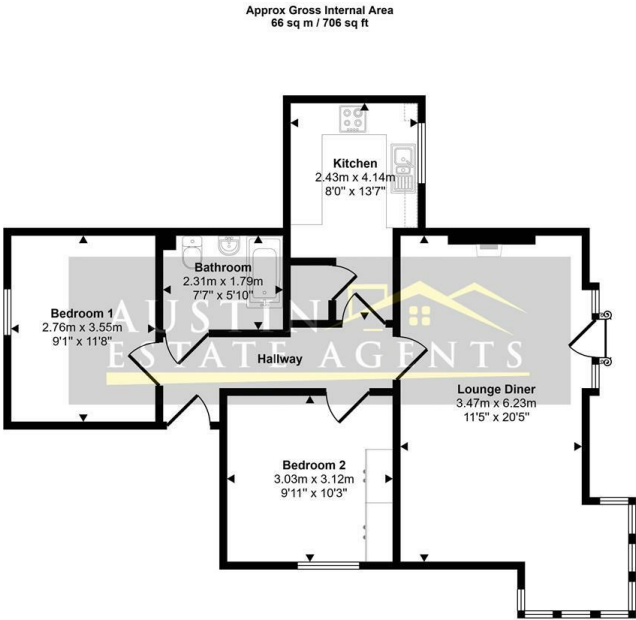 Approx Gross Internal Area
66 sq m / 706 sq ft
Kitchen
2.43m x 4.14m
8'0" x 13'7"
Bathroom
2.31m x 1.79m
7'7" x 5'10"
Bedroom 1
2.76m x 3.55m
9'1" x 11'8"
AUSTIN
ESTATE AGENTS
Hallway
Lounge Diner
3.47m x 6.23m
11'5" x 20'5"
Bedroom 2
3.03m x 3.12m
9'11" x 10'3"